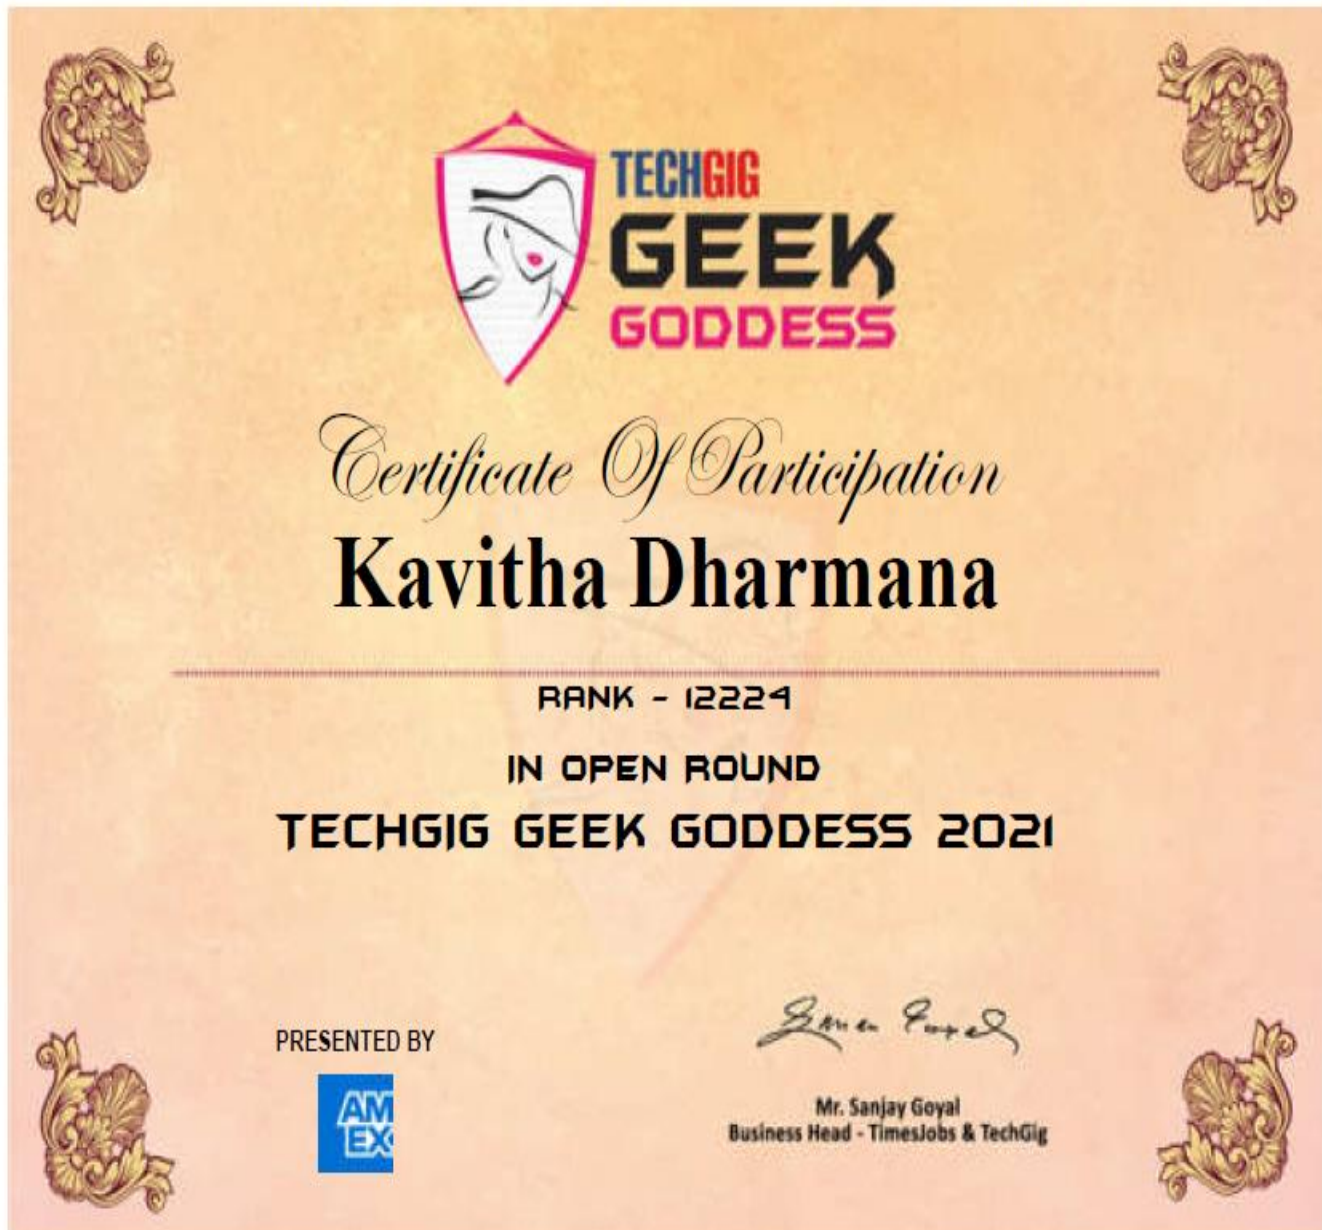 TECHGIG
GEEK
GODDESS
Certificate Of Participation
Kavitha Dharmana
RANK - 12224
IN OPEN ROUND
TECHGIG GEEK GODDESS 2021
PRESENTED BY
AM
EX
Mr. Sanjay Goyal
Business Head - TimesJobs & TechGig